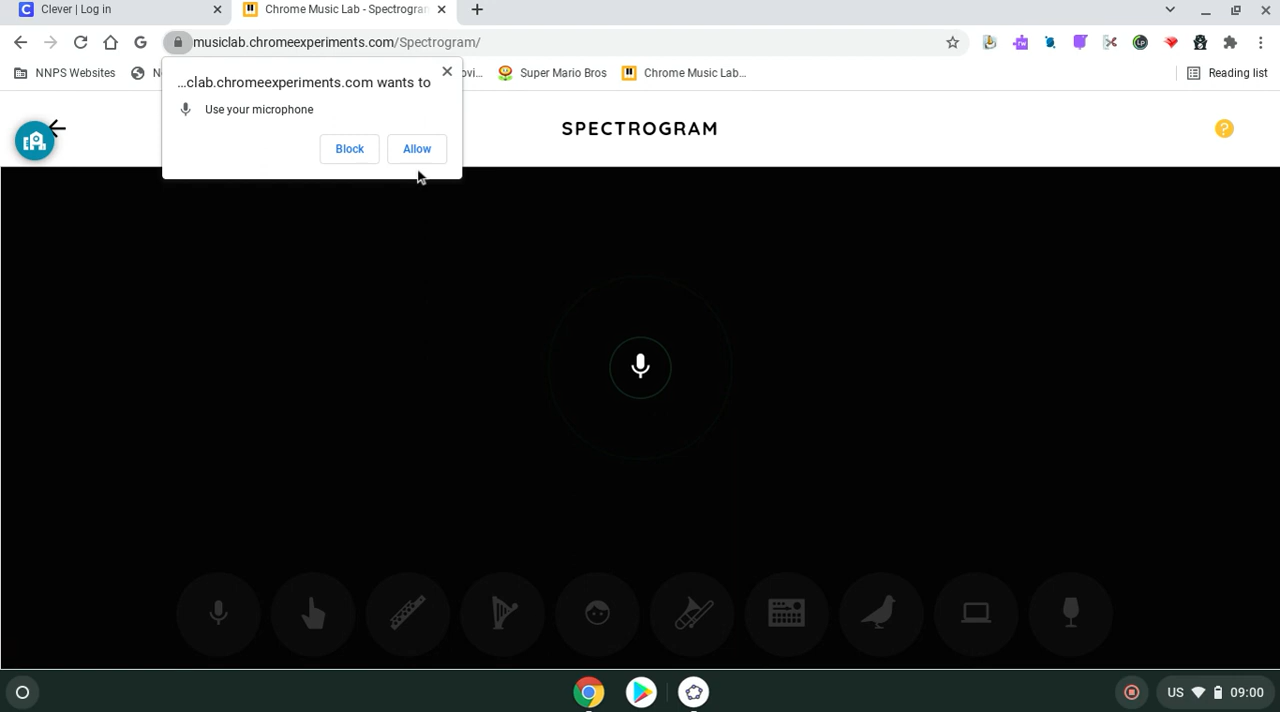 Clever | Log in
Chrome Music Lab - Spectrogram
musiclab.chromeexperiments.com/Spectrogram/
NNPS Websites
Super Mario Bros
Chrome Music Lab...
Reading list
...clab.chromeexperiments.com wants to
Use your microphone
Block
Allow
SPECTROGRAM
?
US
09:00